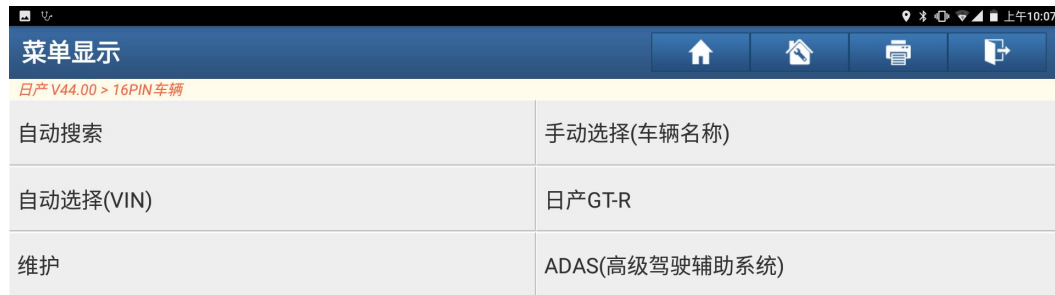 上午10:07
菜单显示
日产 V44.00 > 16PIN车辆
自动搜索
手动选择(车辆名称)
自动选择(VIN)
日产GT-R
维护
ADAS(高级驾驶辅助系统)